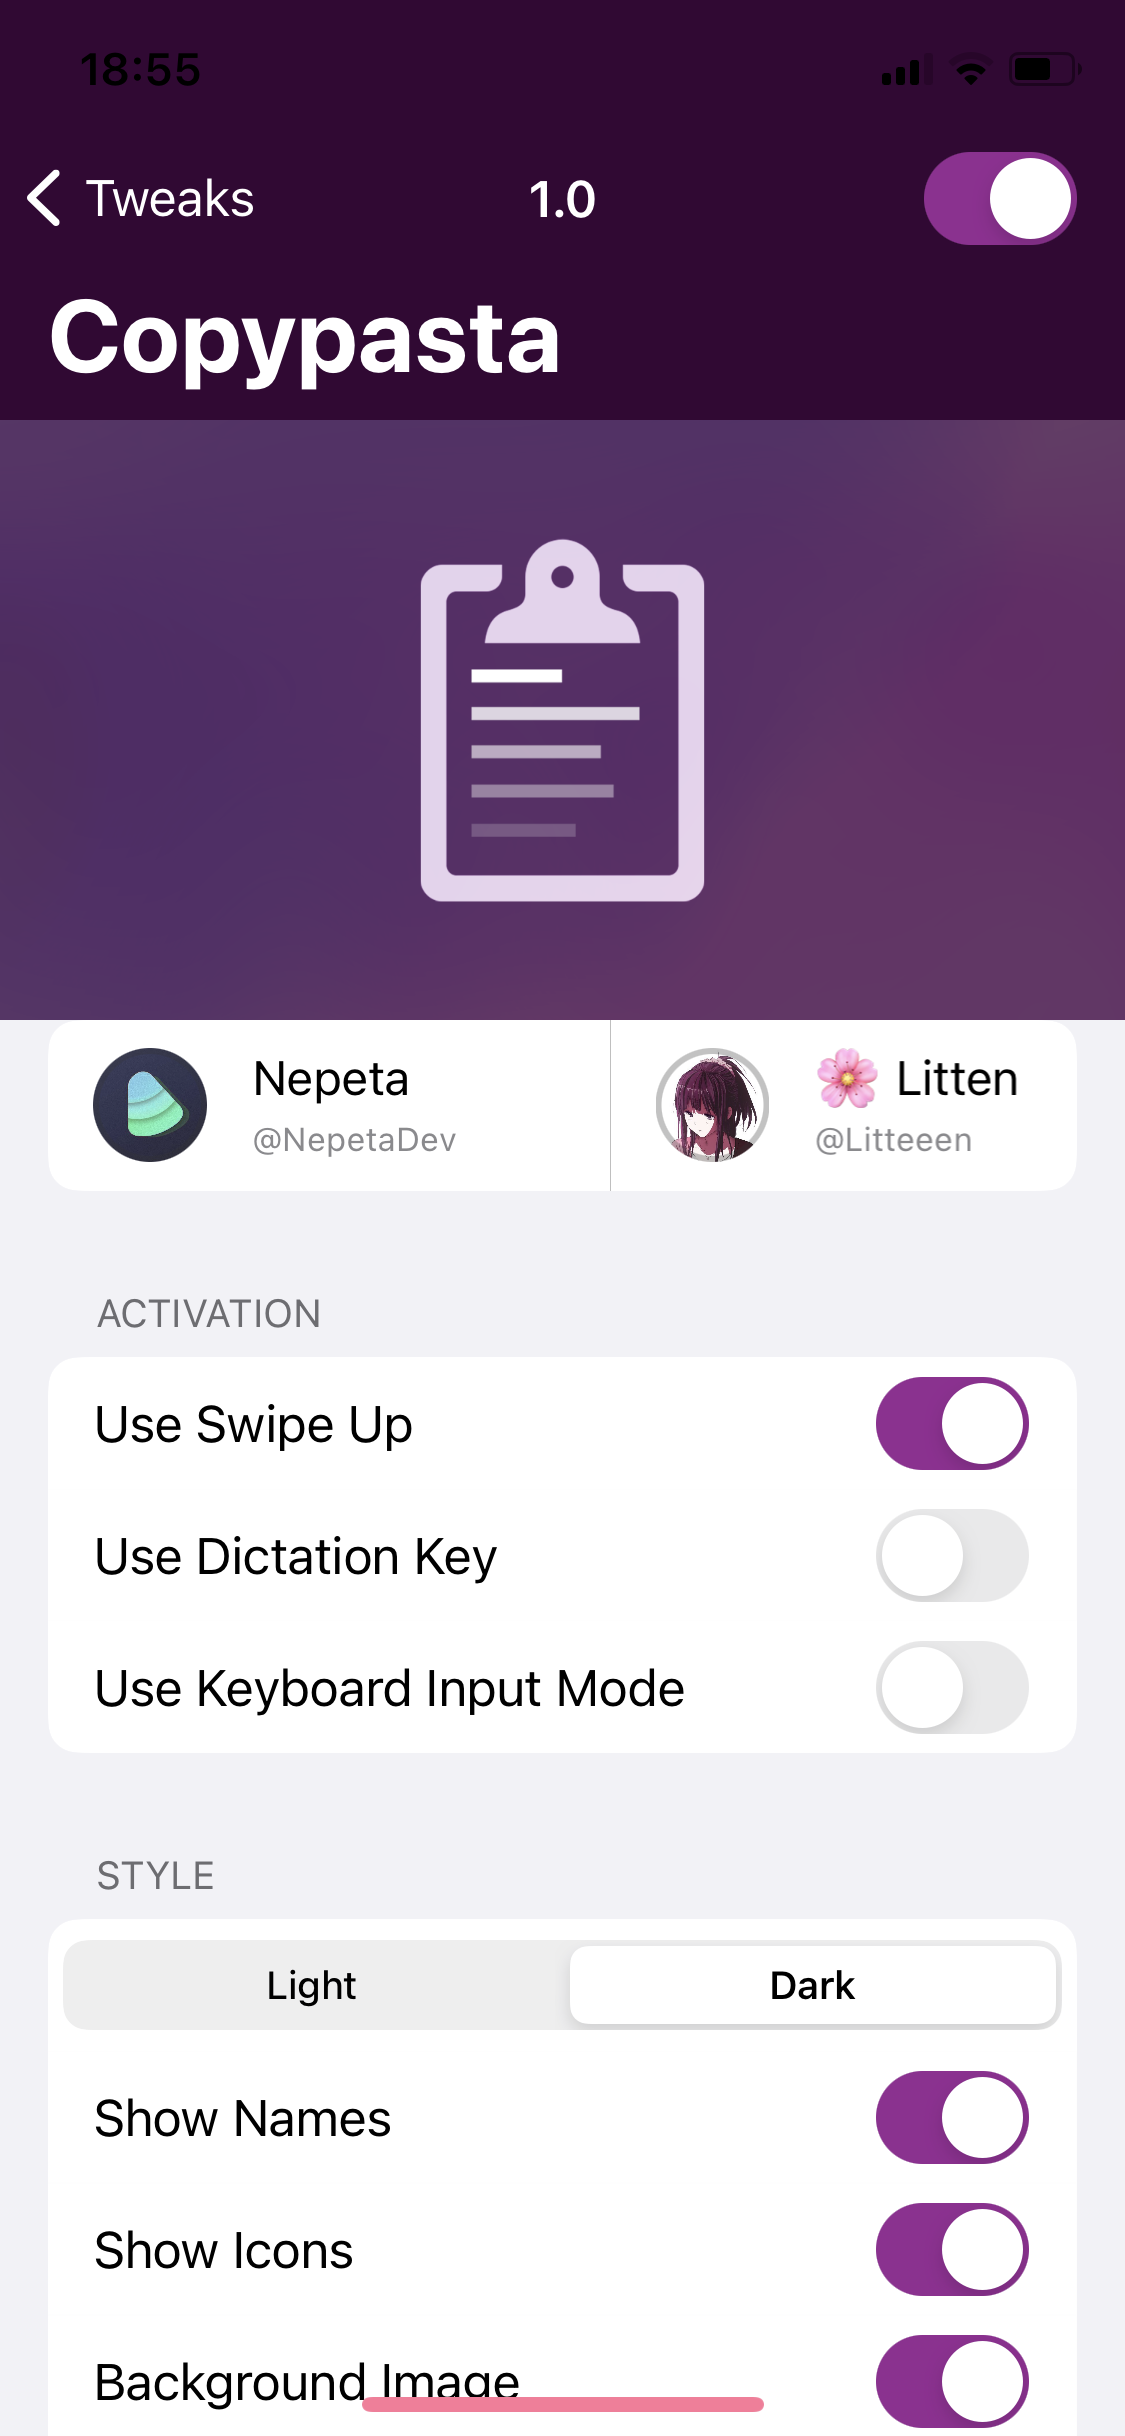 18:55
Tweaks
1.0
Copypasta
Nepeta
@NepetaDev
🌸 Litten
@Litteeen
ACTIVATION
Use Swipe Up
Use Dictation Key
Use Keyboard Input Mode
STYLE
Light
Dark
Show Names
Show Icons
Background Image